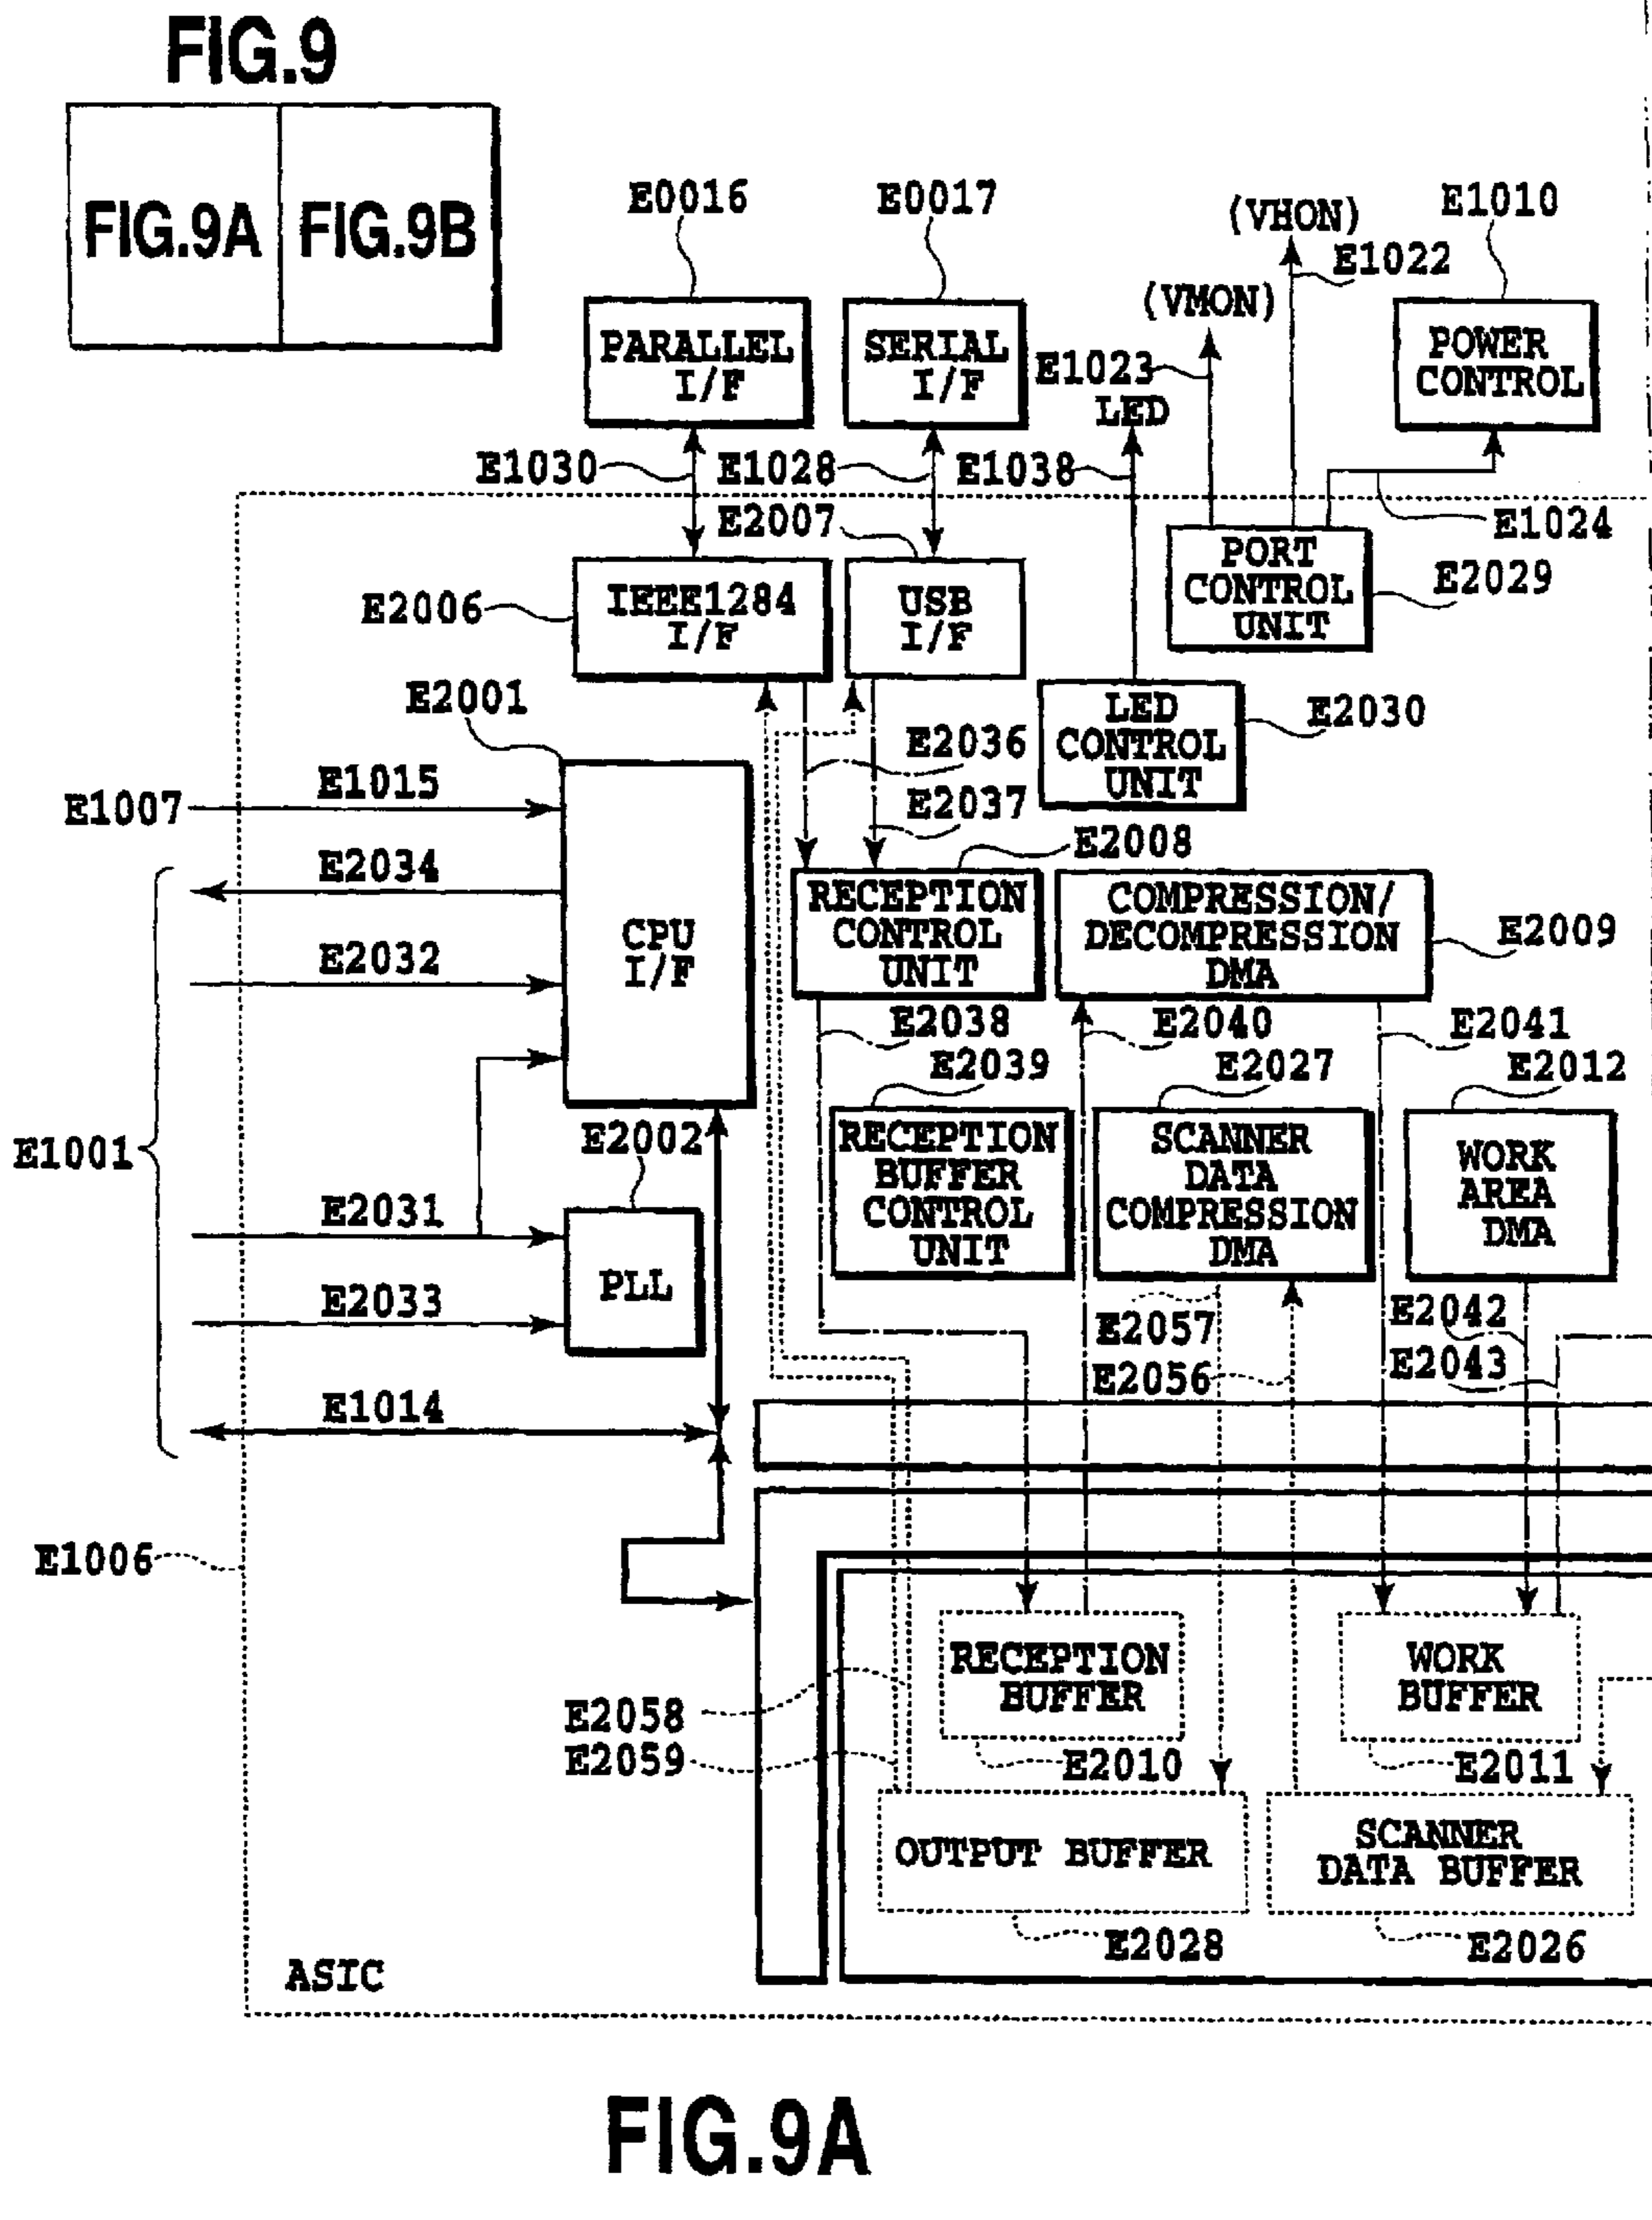 FIG.9
FIG.9A FIG.9B
E0016 E0017 (VHON) E1010
E1022
(VMON)
PARALLEL
I/F
SERIAL
I/F
POWER
CONTROL
E1023
LED
E1030 E1028 E1038
E2007 E1024
IEEE1284
I/F
USB
I/F
PORT
CONTROL
UNIT
E2029
E2006
E2001
LED
CONTROL
UNIT
E2030
E2036
E1007 E1015
E2037
E2008
E2034
CPU
I/F
RECEPTION
CONTROL
UNIT
COMPRESSION/
DECOMPRESSION
DMA
E2009
E2032
E2038 E2040 E2041
E2039 E2027 E2012
E1001
E2002
RECEPTION
BUFFER
CONTROL
UNIT
SCANNER
DATA
COMPRESSION
DMA
WORK
AREA
DMA
E2031
PLL
E2033
E2057 E2042
E2056 E2043
E1014
E1006
RECEPTION
BUFFER
WORK
BUFFER
E2058
E2059
E2010 E2011
OUTPUT BUFFER
SCANNER
DATA BUFFER
E2028 E2026
ASIC
FIG.9A